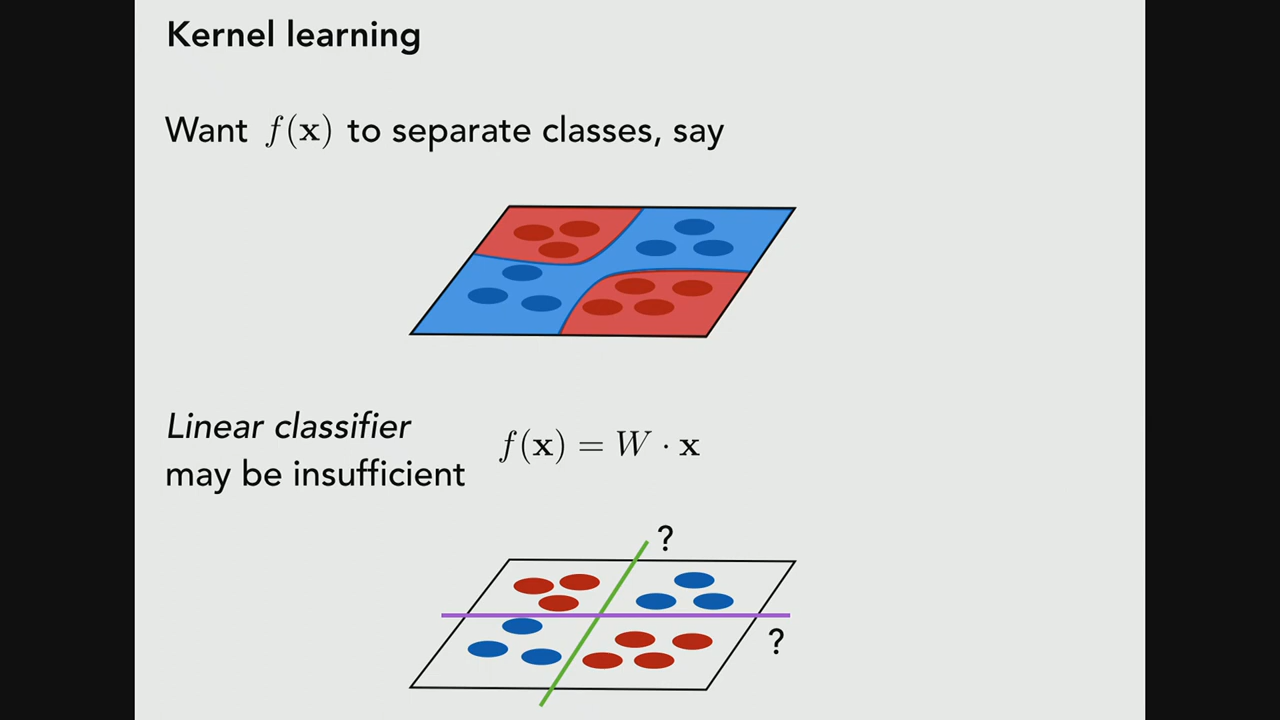 Kernel learning
Want f(x) to separate classes, say
Linear classifier
may be insufficient
f(x) = W · x
?
?